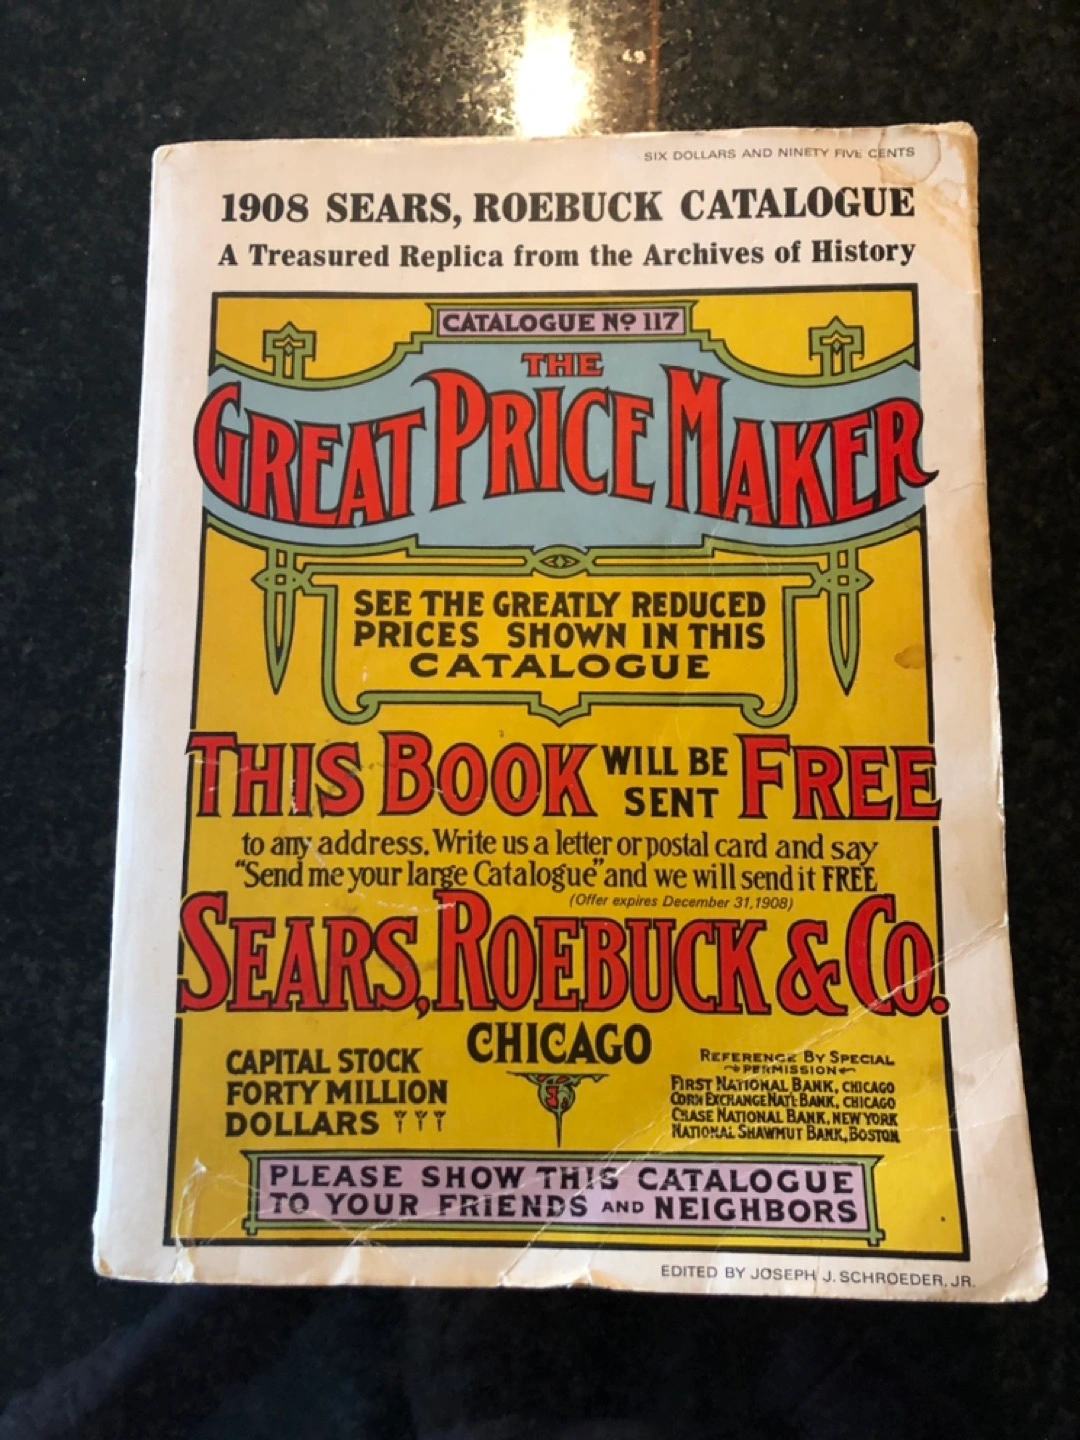 SIX DOLLARS AND NINETY FIVE CENTS
1908 SEARS, ROEBUCK CATALOGUE
A Treasured Replica from the Archives of History
CATALOGUE Nº 117
THE
GREAT PRICE MAKER
SEE THE GREATLY REDUCED
PRICES SHOWN IN THIS
CATALOGUE
THIS BOOK WILL BE SENT FREE
to any address. Write us a letter or postal card and say
"Send me your large Catalogue" and we will send it FREE
(Offer expires December 31,1908)
SEARS, ROEBUCK & CO.
CHICAGO
CAPITAL STOCK
FORTY MILLION
DOLLARS
REFERENCE BY SPECIAL
PERMISSION
FIRST NATIONAL BANK, CHICAGO
CORN EXCHANGE NAT'L BANK, CHICAGO
CHASE NATIONAL BANK, NEW YORK
NATIONAL SHAWMUT BANK, BOSTON
PLEASE SHOW THIS CATALOGUE
TO YOUR FRIENDS AND NEIGHBORS
EDITED BY JOSEPH J. SCHROEDER, JR.